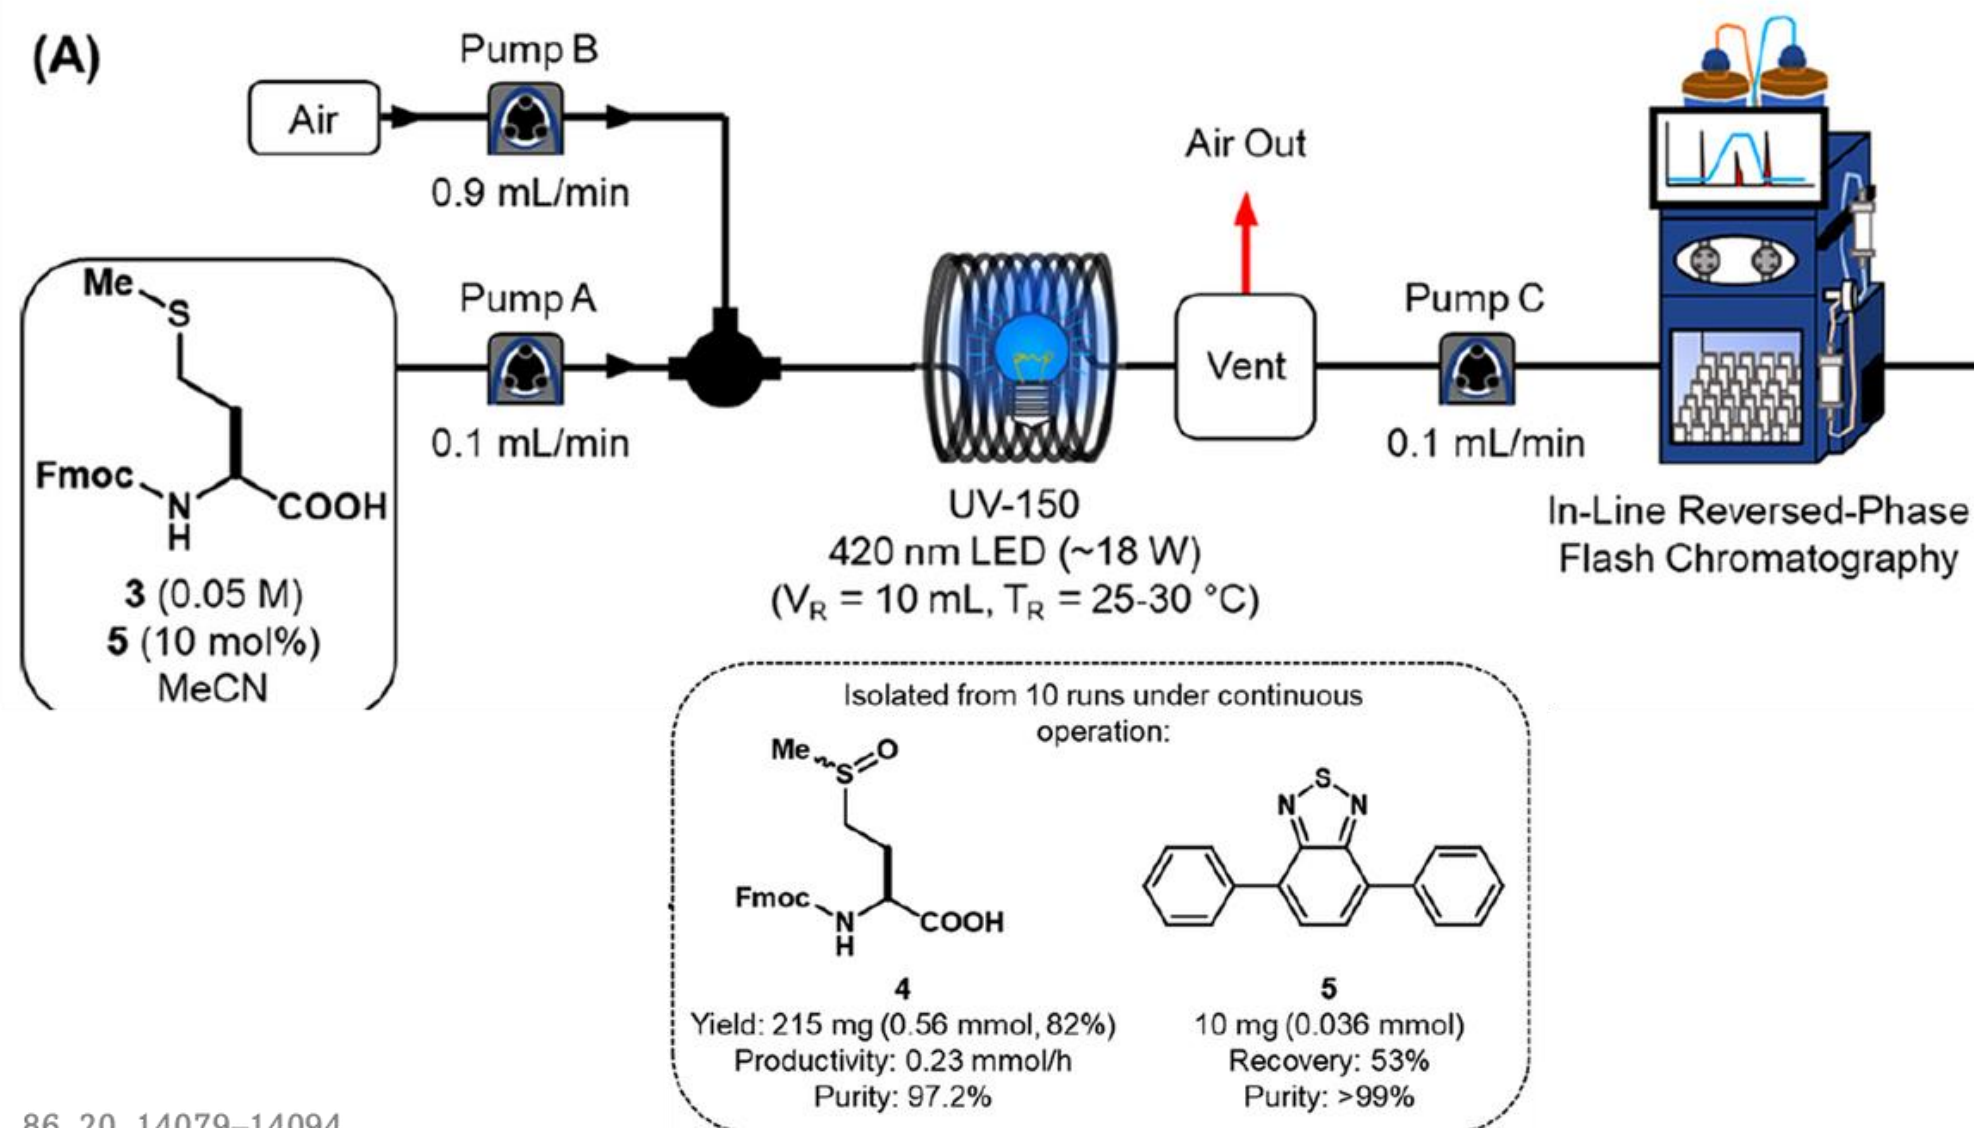 (A)
Pump B
Air
0.9 mL/min
Air Out
Me
S
Pump A
Pump C
Vent
0.1 mL/min
0.1 mL/min
Fmoc
N
H
COOH
UV-150
420 nm LED (~18 W)
(VR = 10 mL, TR = 25-30 °C)
In-Line Reversed-Phase
Flash Chromatography
3 (0.05 M)
5 (10 mol%)
MeCN
Isolated from 10 runs under continuous
operation:
Me
S
O
Fmoc
N
H
COOH
S
N
N
4
Yield: 215 mg (0.56 mmol, 82%)
Productivity: 0.23 mmol/h
Purity: 97.2%
5
10 mg (0.036 mmol)
Recovery: 53%
Purity: >99%
86, 20, 14079–14094